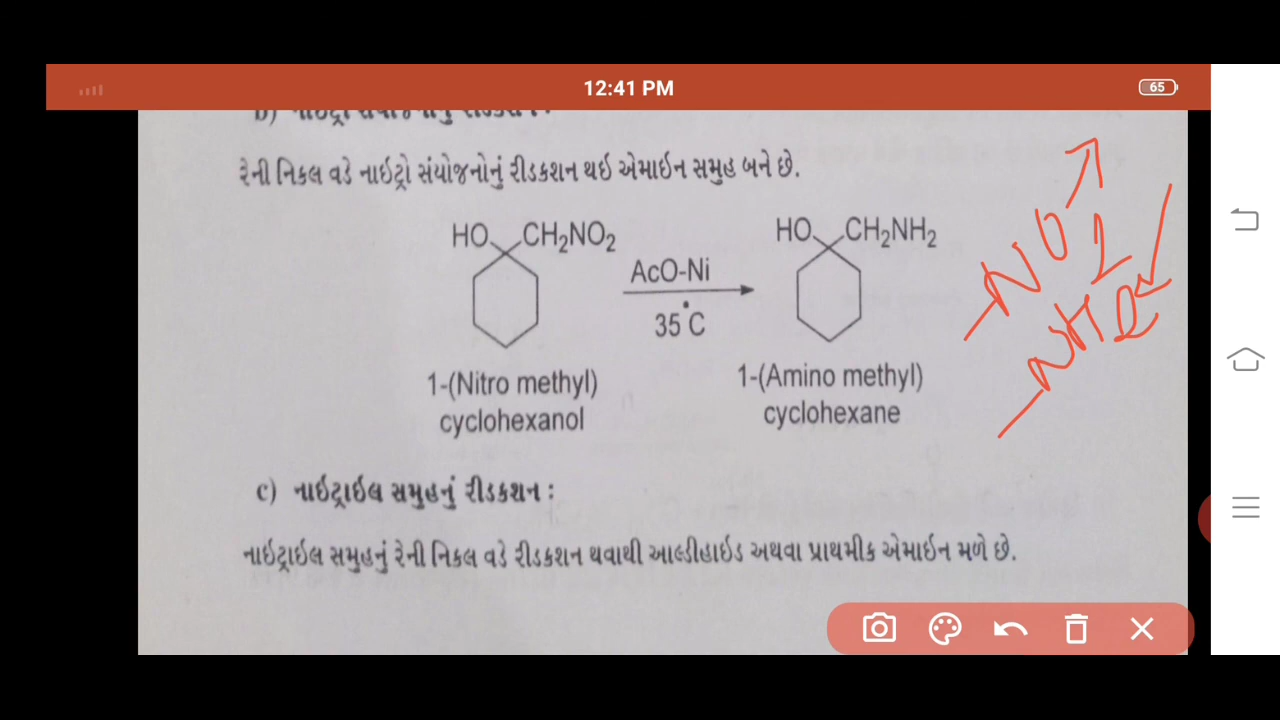 12:41 PM
65
રેની નિકલ વડે નાઇટ્રો સંયોજનોનું રીડકશન થઇ એમાઇન સમુહ બને છે.
HO CH₂NO₂
AcO-Ni
35°C
HO CH₂NH₂
1-(Nitro methyl)
cyclohexanol
1-(Amino methyl)
cyclohexane
-NO2
-NH2
c) નાઇટ્રાઇલ સમુહનું રીડકશન :
નાઇટ્રાઇલ સમુહનું રેની નિકલ વડે રીડકશન થવાથી આલ્ડીહાઇડ અથવા પ્રાથમીક એમાઇન મળે છે.